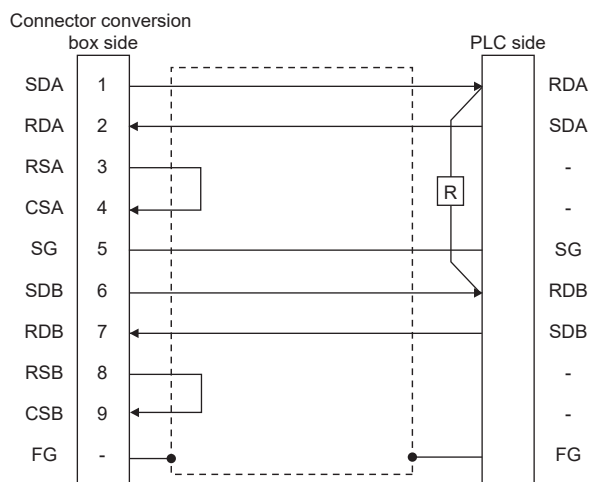 Connector conversion
box side PLC side
SDA 1 RDA
RDA 2 SDA
RSA 3 -
CSA 4 -
R
SG 5 SG
SDB 6 RDB
RDB 7 SDB
RSB 8 -
CSB 9 -
FG - FG